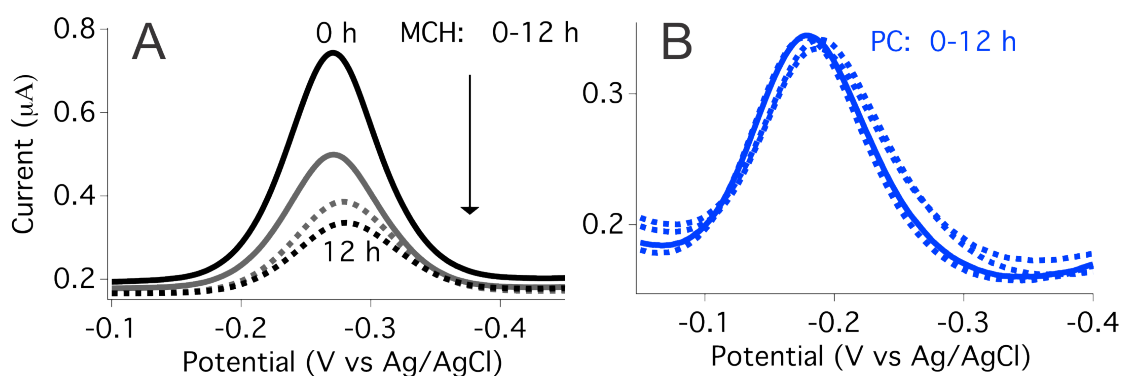 A
0 h
MCH: 0-12 h
12 h
Current (μA)
0.8
0.6
0.4
0.2
-0.1
-0.2
-0.3
-0.4
Potential (V vs Ag/AgCl)
B
PC: 0-12 h
0.3
0.2
-0.1
-0.2
-0.3
-0.4
Potential (V vs Ag/AgCl)